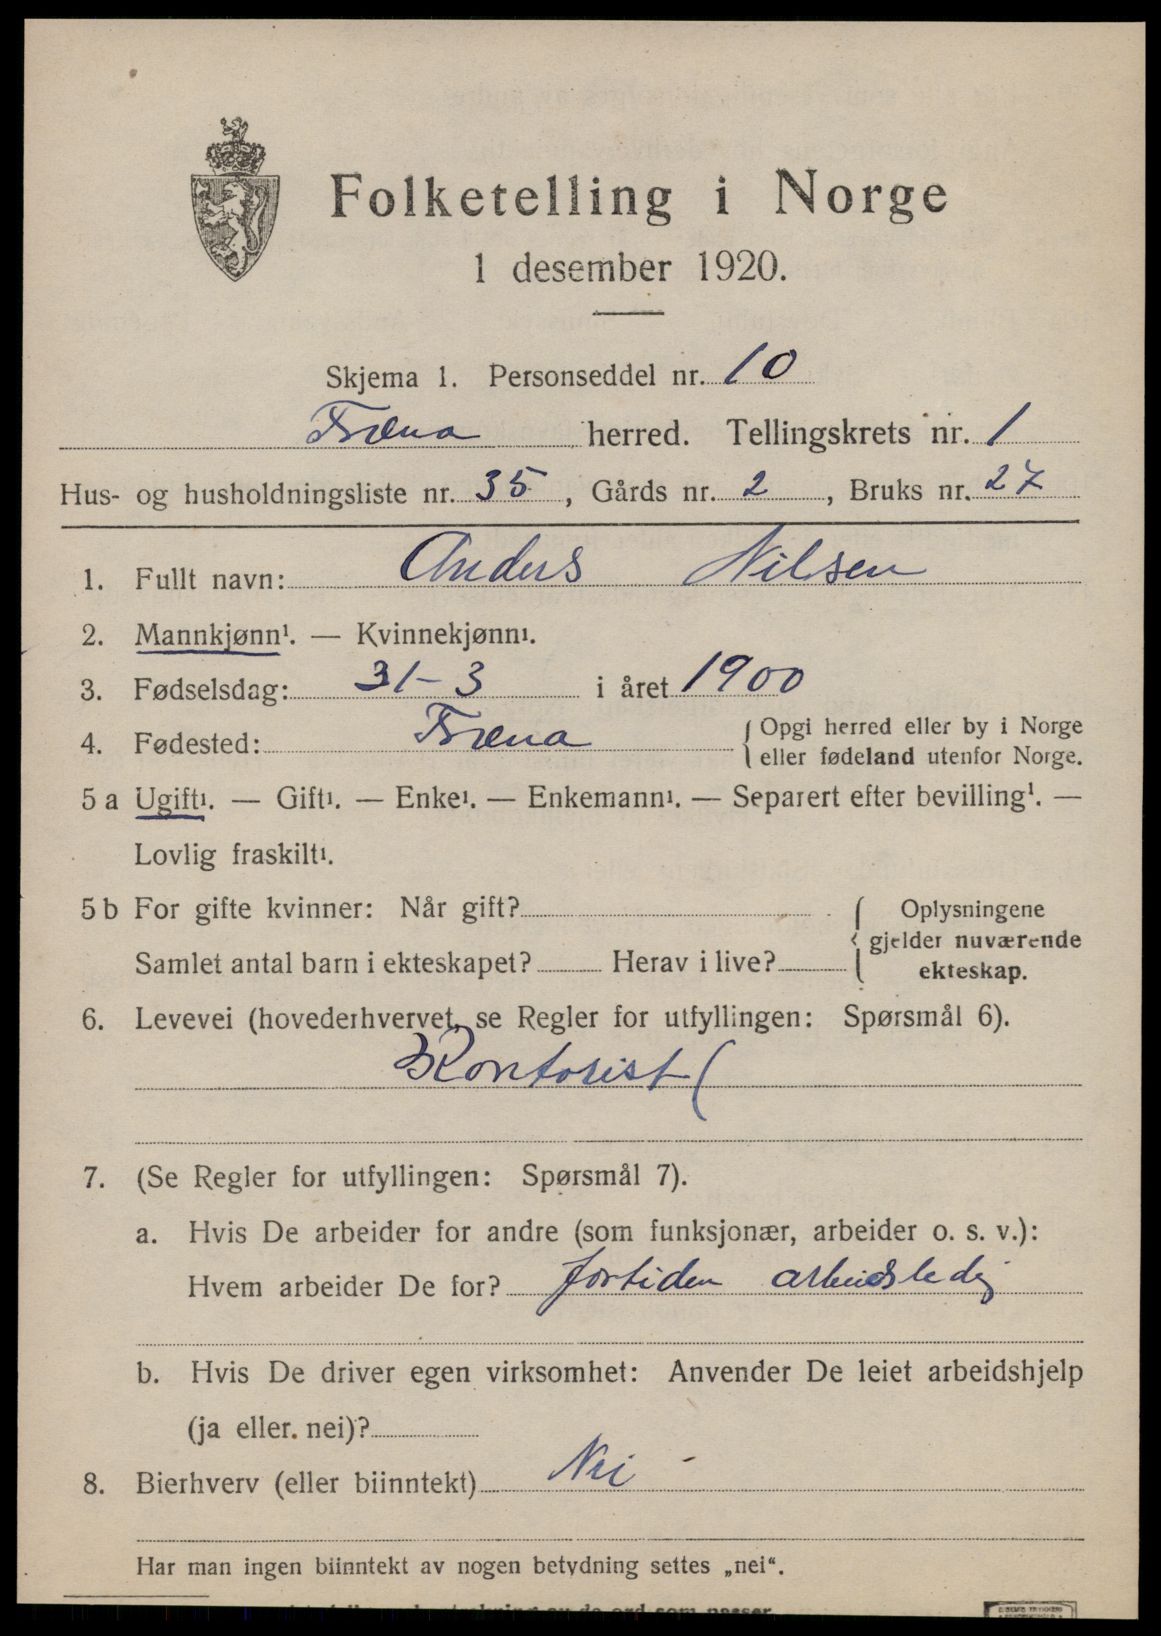 Folketelling i Norge
1 desember 1920.
Skjema 1. Personseddel nr. 10
Fræna herred. Tellingskrets nr. 1
Hus- og husholdningsliste nr. 35, Gårds nr. 2, Bruks nr. 27
1. Fullt navn: Anders Nilsen
2. Mannkjønn¹. — Kvinnekjønn¹.
3. Fødselsdag: 31-3 i året 1900
4. Fødested: Fræna { Opgi herred eller by i Norge
eller fødeland utenfor Norge.
5 a Ugift¹. — Gift¹. — Enke¹. — Enkemann¹. — Separert efter bevilling¹. —
Lovlig fraskilt¹.
5 b For gifte kvinner: Når gift? { Oplysningene
gjelder nuværende
Samlet antal barn i ekteskapet? Herav i live?
ekteskap.
6. Levevei (hovederhvervet, se Regler for utfyllingen: Spørsmål 6).
Kontorist (
7. (Se Regler for utfyllingen: Spørsmål 7).
a. Hvis De arbeider for andre (som funksjonær, arbeider o. s. v.):
Hvem arbeider De for? fortiden arbeidsledig
b. Hvis De driver egen virksomhet: Anvender De leiet arbeidshjelp
(ja eller nei)?
8. Bierhverv (eller biinntekt) Nei -
Har man ingen biinntekt av nogen betydning settes „nei“.
av de ord som passer